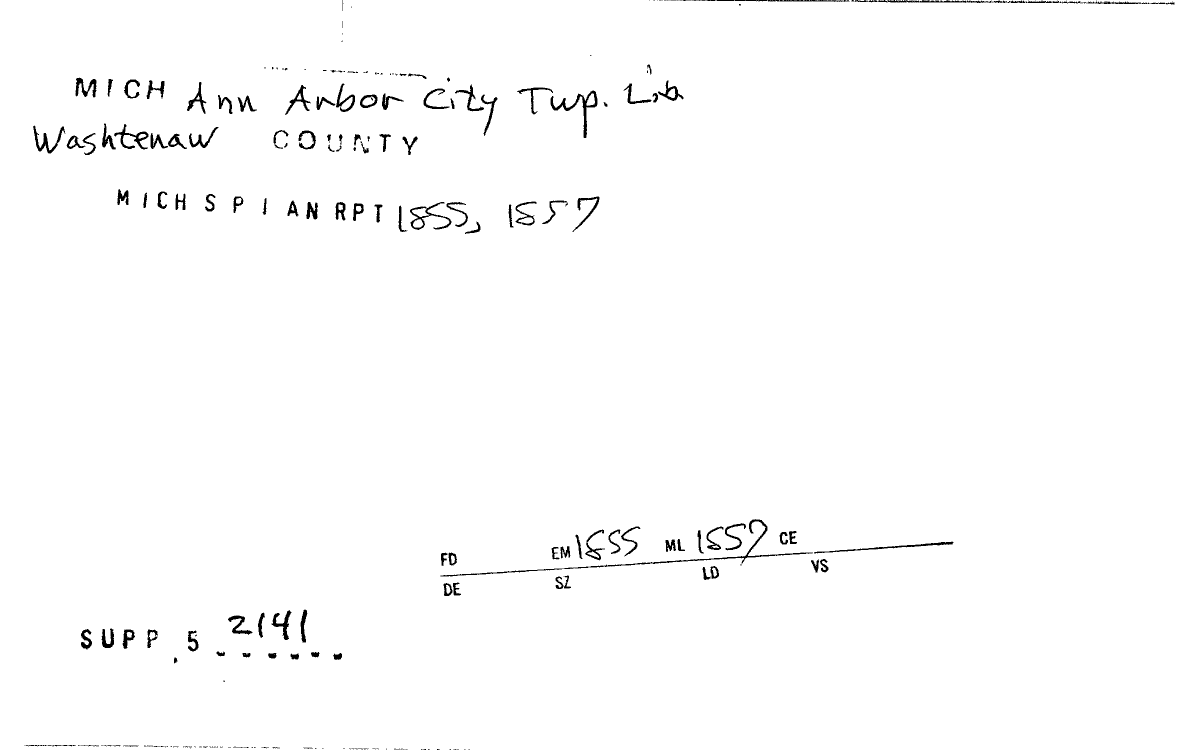 MICH Ann Arbor City Twp. Lib
Washtenaw COUNTY
MICH S P I AN RPT 1855, 1857
FD EM 1855 ML 1857 CE
DE SZ LD VS
SUPP. 5 2141